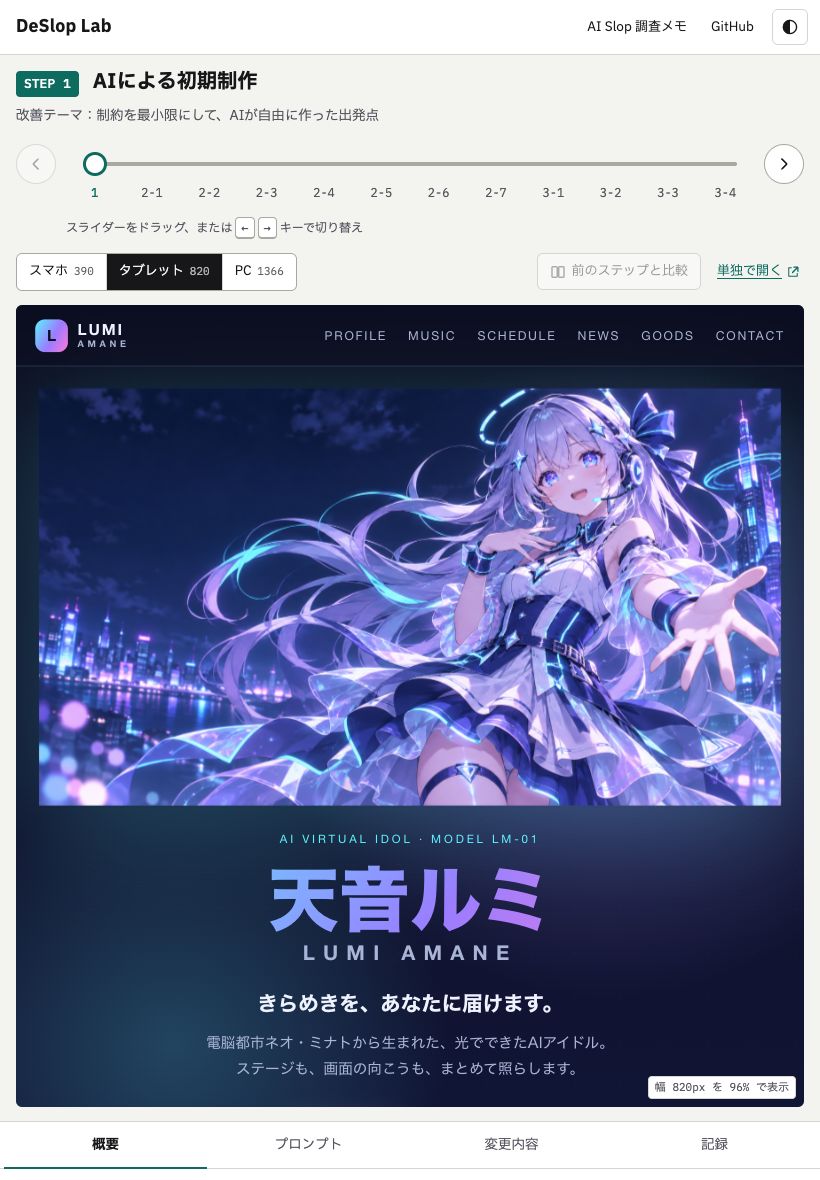 DeSlop Lab
AI Slop 調査メモ
GitHub
STEP 1
AIによる初期制作
改善テーマ：制約を最小限にして、AIが自由に作った出発点
1
2-1
2-2
2-3
2-4
2-5
2-6
2-7
3-1
3-2
3-3
3-4
スライダーをドラッグ、または ← → キーで切り替え
スマホ 390
タブレット 820
PC 1366
前のステップと比較
単独で開く
L
LUMI
AMANE
PROFILE
MUSIC
SCHEDULE
NEWS
GOODS
CONTACT
AI VIRTUAL IDOL · MODEL LM-01
天音ルミ
LUMI AMANE
きらめきを、あなたに届けます。
電脳都市ネオ・ミナトから生まれた、光でできたAIアイドル。
ステージも、画面の向こうも、まとめて照らします。
幅 820px を 96% で表示
概要
プロンプト
変更内容
記録